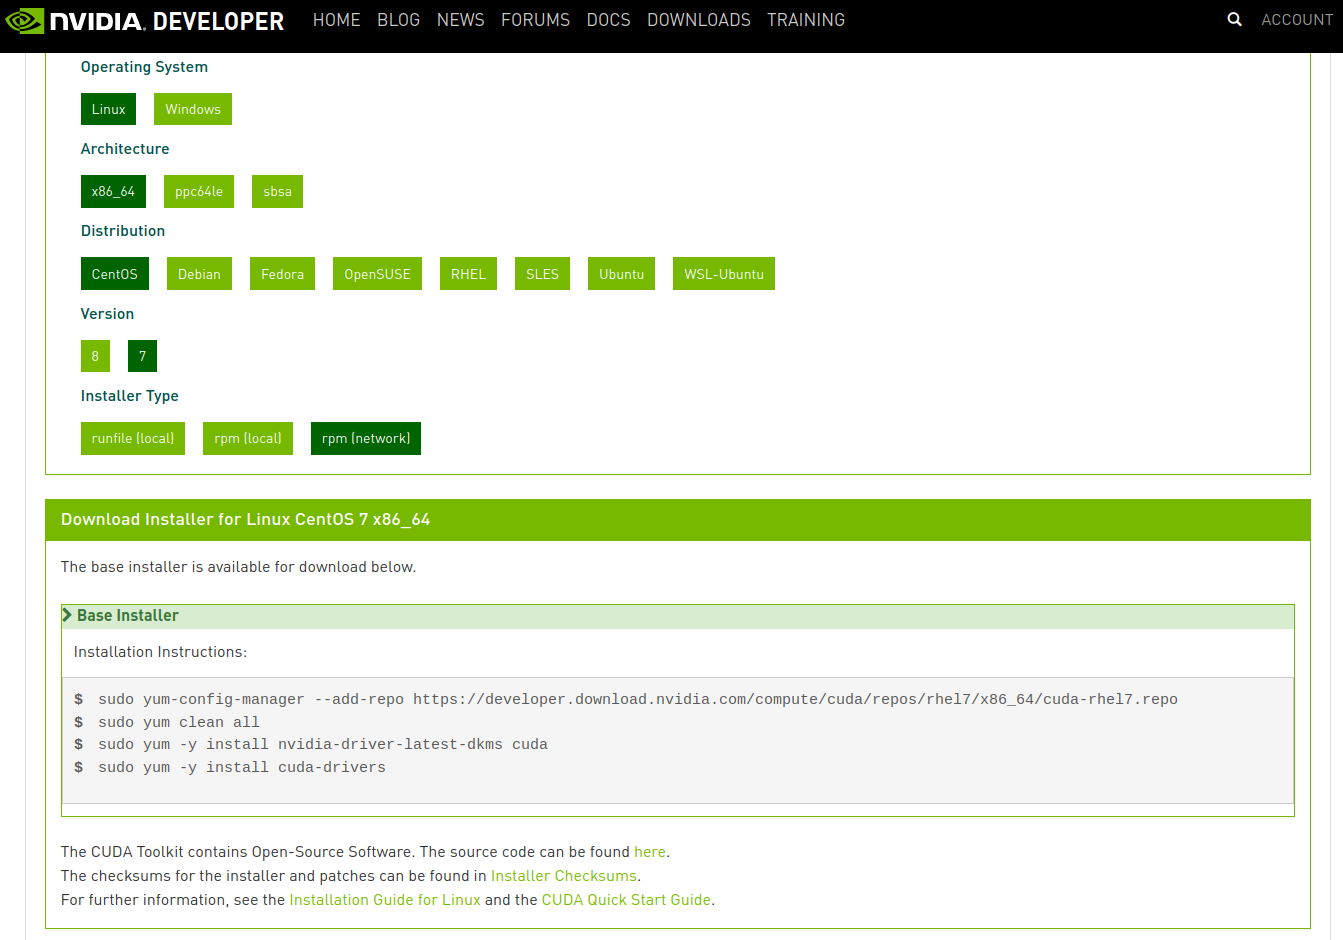 NVIDIA. DEVELOPER HOME BLOG NEWS FORUMS DOCS DOWNLOADS TRAINING ACCOUNT
Operating System
Linux Windows
Architecture
x86_64 ppc64le sbsa
Distribution
CentOS Debian Fedora OpenSUSE RHEL SLES Ubuntu WSL-Ubuntu
Version
8 7
Installer Type
runfile (local) rpm (local) rpm (network)
Download Installer for Linux CentOS 7 x86_64
The base installer is available for download below.
Base Installer
Installation Instructions:
$ sudo yum-config-manager --add-repo https://developer.download.nvidia.com/compute/cuda/repos/rhel7/x86_64/cuda-rhel7.repo
$ sudo yum clean all
$ sudo yum -y install nvidia-driver-latest-dkms cuda
$ sudo yum -y install cuda-drivers
The CUDA Toolkit contains Open-Source Software. The source code can be found here.
The checksums for the installer and patches can be found in Installer Checksums.
For further information, see the Installation Guide for Linux and the CUDA Quick Start Guide.